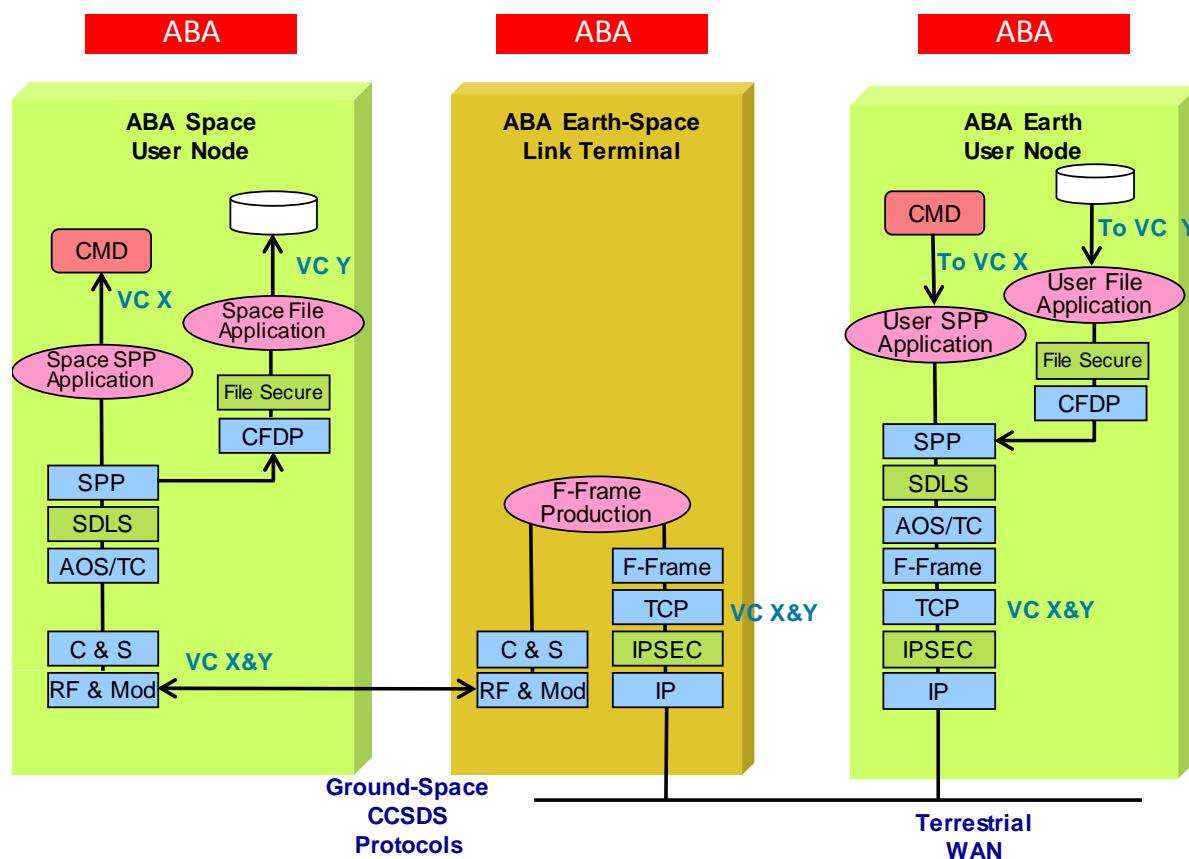 ABA
ABA
ABA
ABA Space
User Node
CMD
VC X
VC Y
Space File
Application
Space SPP
Application
File Secure
CFDP
SPP
SDLS
AOS/TC
C & S
RF & Mod
VC X&Y
ABA Earth-Space
Link Terminal
F-Frame
Production
F-Frame
TCP
VC X&Y
C & S
IPSEC
RF & Mod
IP
ABA Earth
User Node
CMD
To VC Y
To VC X
User File
Application
User SPP
Application
File Secure
CFDP
SPP
SDLS
AOS/TC
F-Frame
TCP
VC X&Y
IPSEC
IP
Ground-Space
CCSDS
Protocols
Terrestrial
WAN